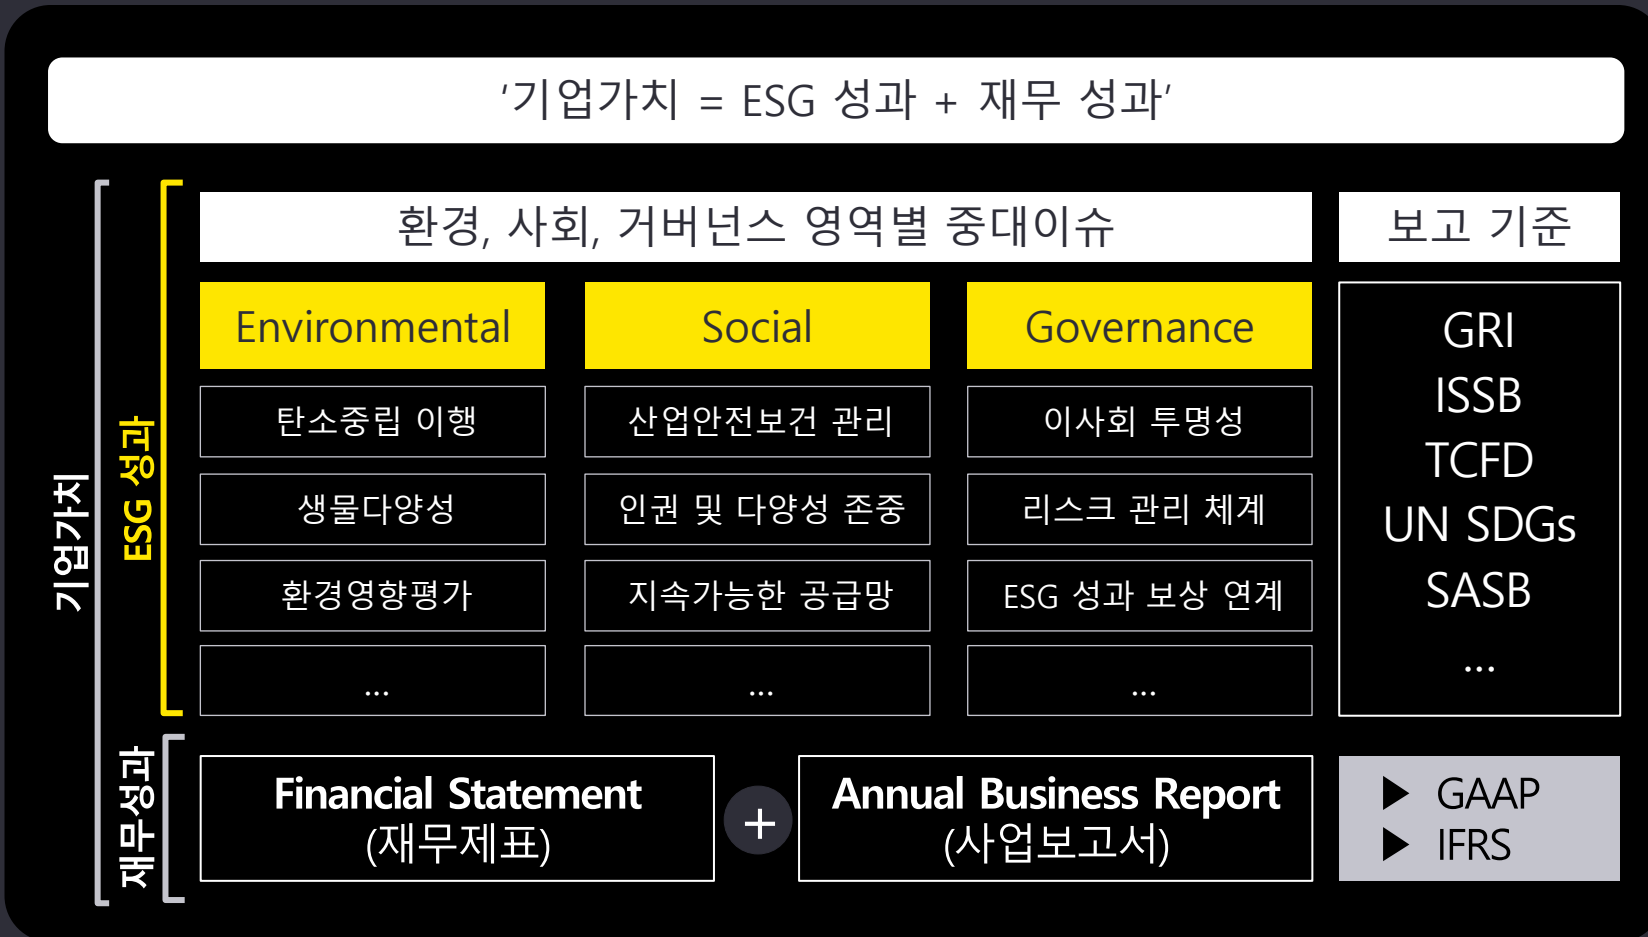 ‘기업가치 = ESG 성과 + 재무 성과’
환경, 사회, 거버넌스 영역별 중대이슈
보고 기준
Environmental
Social
Governance
탄소중립 이행
산업안전보건 관리
이사회 투명성
생물다양성
인권 및 다양성 존중
리스크 관리 체계
환경영향평가
지속가능한 공급망
ESG 성과 보상 연계
...
...
...
GRI
ISSB
TCFD
UN SDGs
SASB
...
기업가치
ESG 성과
재무성과
Financial Statement
(재무제표)
+
Annual Business Report
(사업보고서)
▶ GAAP
▶ IFRS